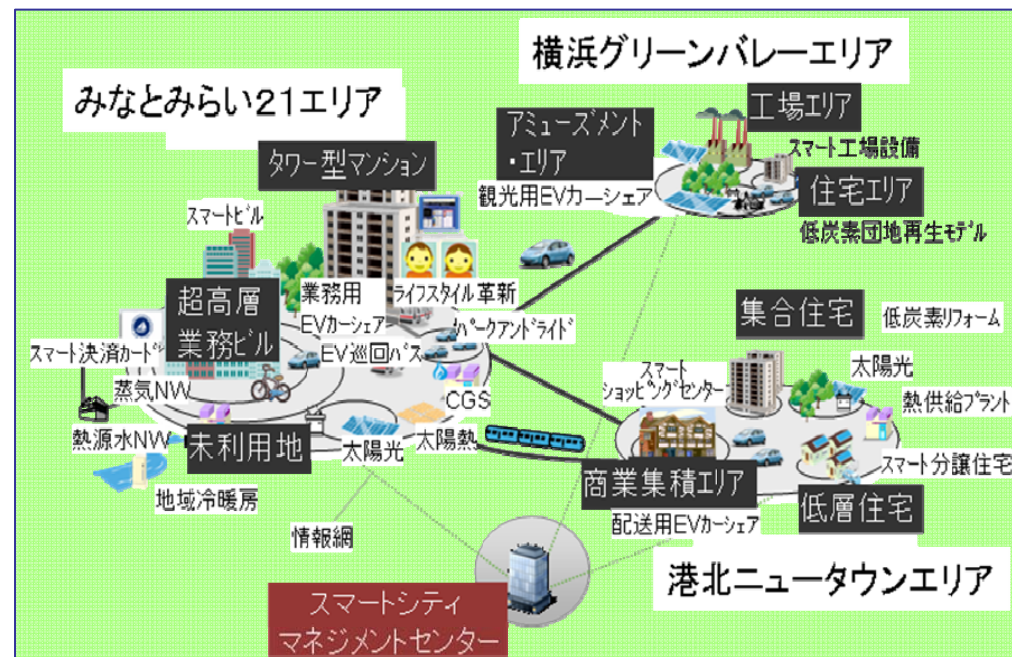 横浜グリーンバレーエリア
みなとみらい21エリア
工場エリア
アミューズメント
・エリア
スマート工場設備
タワー型マンション
観光用EVカーシェア
住宅エリア
低炭素団地再生モデル
スマートビル
超高層
業務ビル
業務用
EVカーシェア
ライフスタイル革新
パークアンドライド
EV巡回バス
スマート決済カード
蒸気NW
集合住宅
低炭素リフォーム
スマート
ショッピングセンター
太陽光
熱供給プラント
CGS
熱源水NW
未利用地
太陽光
太陽熱
スマート分譲住宅
商業集積エリア
低層住宅
地域冷暖房
配送用EVカーシェア
情報網
港北ニュータウンエリア
スマートシティ
マネジメントセンター